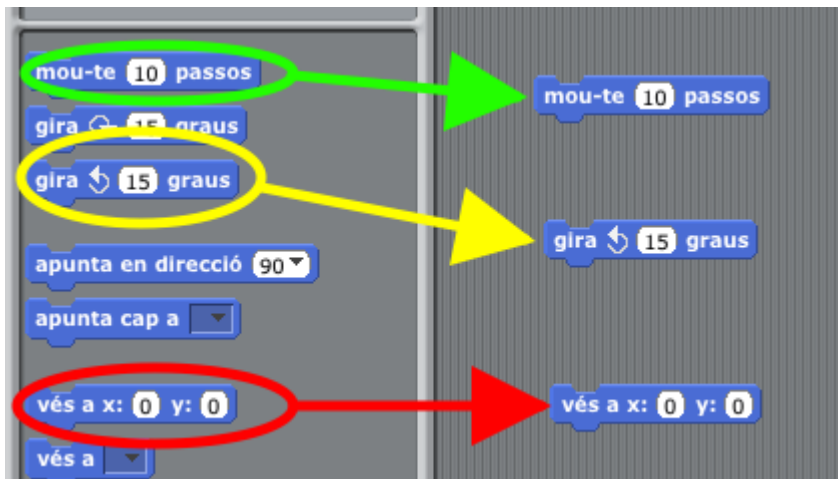 mou-te 10 passos
gira 15 graus
gira 15 graus
apunta en direcció 90
apunta cap a
vés a x: 0 y: 0
vés a
mou-te 10 passos
gira 15 graus
vés a x: 0 y: 0